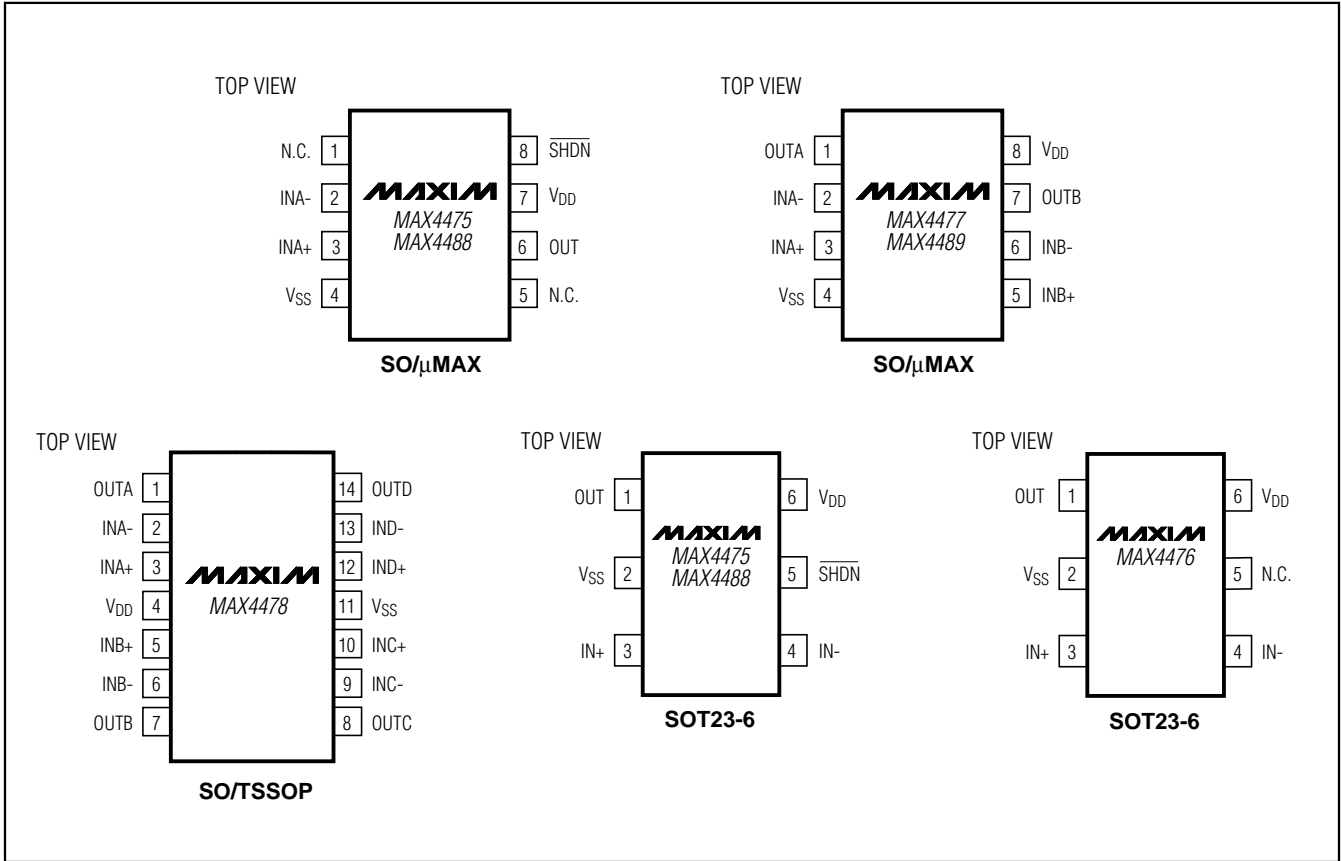 TOP VIEW
N.C. 1 8 SHDN
INA- 2 7 VDD
INA+ 3 6 OUT
VSS 4 5 N.C.
MAXIM
MAX4475
MAX4488
SO/μMAX
TOP VIEW
OUTA 1 8 VDD
INA- 2 7 OUTB
INA+ 3 6 INB-
VSS 4 5 INB+
MAXIM
MAX4477
MAX4489
SO/μMAX
TOP VIEW
OUTA 1 14 OUTD
INA- 2 13 IND-
INA+ 3 12 IND+
VDD 4 11 VSS
INB+ 5 10 INC+
INB- 6 9 INC-
OUTB 7 8 OUTC
MAXIM
MAX4478
SO/TSSOP
TOP VIEW
OUT 1 6 VDD
VSS 2 5 SHDN
IN+ 3 4 IN-
MAXIM
MAX4475
MAX4488
SOT23-6
TOP VIEW
OUT 1 6 VDD
VSS 2 5 N.C.
IN+ 3 4 IN-
MAXIM
MAX4476
SOT23-6